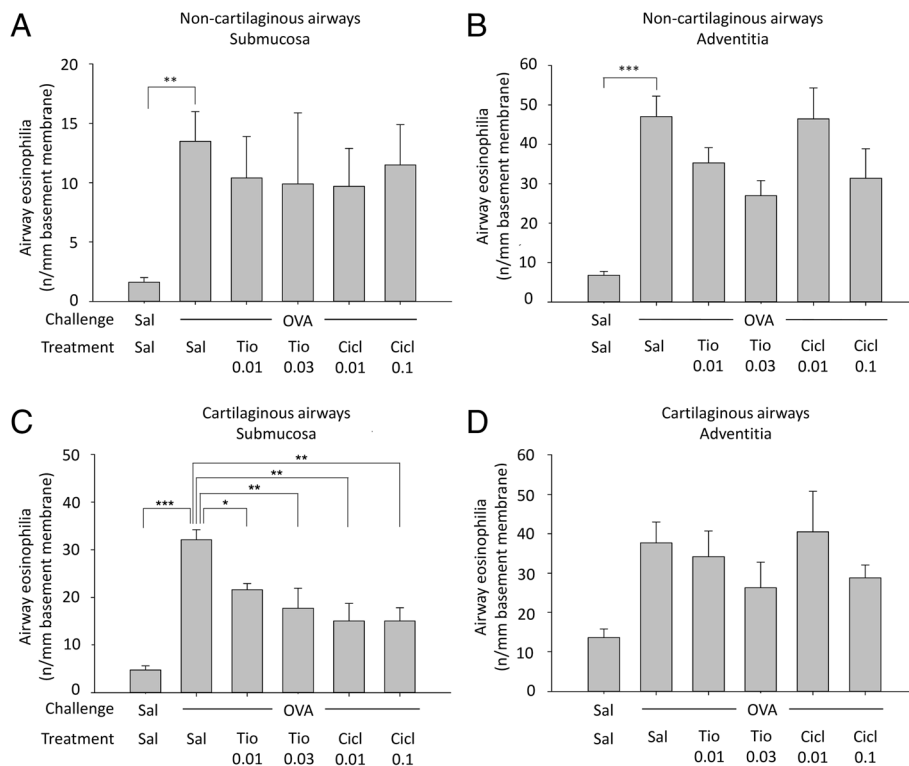 A
Non-cartilaginous airways
Submucosa
Airway eosinophilia
(n/mm basement membrane)
20
15
10
5
0
**
Challenge Sal OVA
Treatment Sal Sal Tio Tio Cicl Cicl
0.01 0.03 0.01 0.1
B
Non-cartilaginous airways
Adventitia
Airway eosinophilia
(n/mm basement membrane)
60
50
40
30
20
10
0
***
Sal OVA
Sal Sal Tio Tio Cicl Cicl
0.01 0.03 0.01 0.1
C
Cartilaginous airways
Submucosa
Airway eosinophilia
(n/mm basement membrane)
50
40
30
20
10
0
**
**
**
*** *
Challenge Sal OVA
Treatment Sal Sal Tio Tio Cicl Cicl
0.01 0.03 0.01 0.1
D
Cartilaginous airways
Adventitia
Airway eosinophilia
(n/mm basement membrane)
60
50
40
30
20
10
0
Sal OVA
Sal Sal Tio Tio Cicl Cicl
0.01 0.03 0.01 0.1